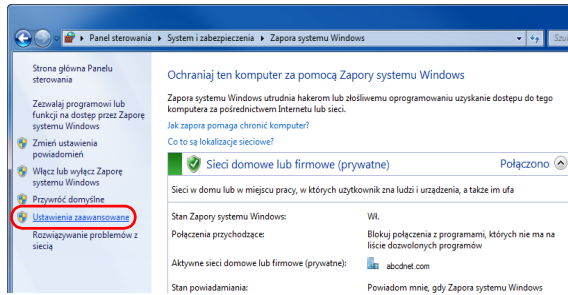 Panel sterowania ▸ System i zabezpieczenia ▸ Zapora systemu Windows
Strona główna Panelu
sterowania
Zezwalaj programowi lub
funkcji na dostęp przez Zaporę
systemu Windows
Zmień ustawienia
powiadomień
Włącz lub wyłącz Zaporę
systemu Windows
Przywróć domyślne
Ustawienia zaawansowane
Rozwiązywanie problemów z
siecią
Ochraniaj ten komputer za pomocą Zapory systemu Windows
Zapora systemu Windows utrudnia hakerom lub złośliwemu oprogramowaniu uzyskanie dostępu do tego
komputera za pośrednictwem Internetu lub sieci.
Jak zapora pomaga chronić komputer?
Co to są lokalizacje sieciowe?
Sieci domowe lub firmowe (prywatne) Połączono
Sieci w domu lub w miejscu pracy, w których użytkownik zna ludzi i urządzenia, a także im ufa
Stan Zapory systemu Windows: Wł.
Połączenia przychodzące: Blokuj połączenia z programami, których nie ma na
liście dozwolonych programów
Aktywne sieci domowe lub firmowe (prywatne): abcdnet.com
Stan powiadamiania: Powiadom mnie, gdy Zapora systemu Windows